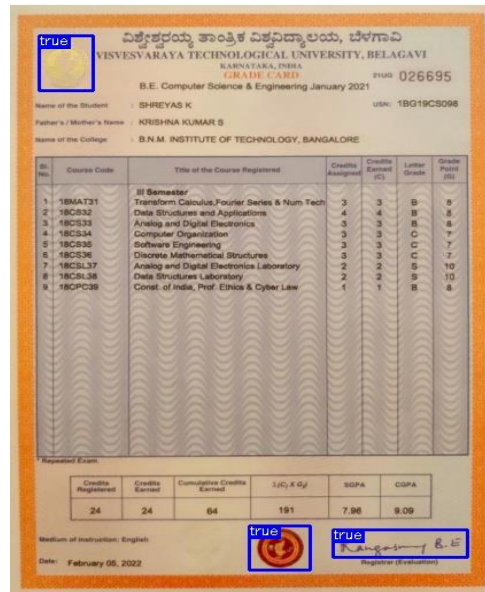 true
ವಿಶ್ವೇಶ್ವರಯ್ಯ ತಾಂತ್ರಿಕ ವಿಶ್ವವಿದ್ಯಾಲಯ, ಬೆಳಗಾವಿ
VISVESVARAYA TECHNOLOGICAL UNIVERSITY, BELAGAVI
KARNATAKA, INDIA
GRADE CARD
21UG 026695
B.E. Computer Science & Engineering January 2021
Name of the Student : SHREYAS K USN: 1BG19CS098
Father's / Mother's Name : KRISHNA KUMAR S
Name of the College : B.N.M. INSTITUTE OF TECHNOLOGY, BANGALORE
Sl. No. Course Code Title of the Course Registered Credits Assigned Credits Earned (C) Letter Grade Grade Point (G)
III Semester
1 18MAT31 Transform Calculus,Fourier Series & Num Tech 3 3 B 8
2 18CS32 Data Structures and Applications 4 4 B 8
3 18CS33 Analog and Digital Electronics 3 3 B 8
4 18CS34 Computer Organization 3 3 C 7
5 18CS35 Software Engineering 3 3 C 7
6 18CS36 Discrete Mathematical Structures 3 3 C 7
7 18CSL37 Analog and Digital Electronics Laboratory 2 2 S 10
8 18CSL38 Data Structures Laboratory 2 2 S 10
9 18CPC39 Const. of India, Prof. Ethics & Cyber Law 1 1 B 8
* Repeated Exam
Credits Registered Credits Earned Cumulative Credits Earned Σ(Ci X Gi) SGPA CGPA
24 24 64 191 7.96 9.09
true
true
Medium of Instruction: English
B.E
Date: February 05, 2022
Registrar (Evaluation)